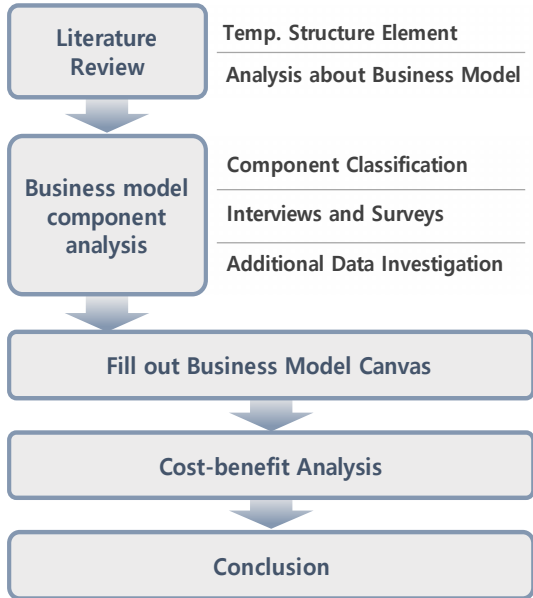 Literature
Review
Temp. Structure Element
Analysis about Business Model
Business model
component
analysis
Component Classification
Interviews and Surveys
Additional Data Investigation
Fill out Business Model Canvas
Cost-benefit Analysis
Conclusion